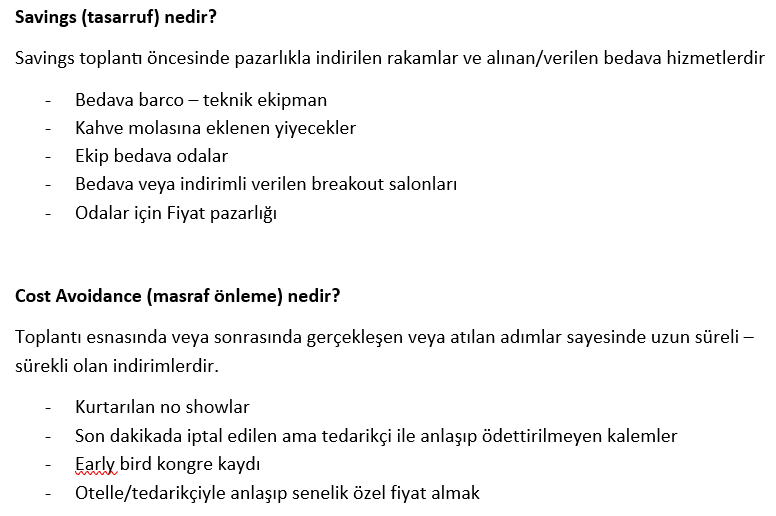 Savings (tasarruf) nedir?
Savings toplantı öncesinde pazarlıkla indirilen rakamlar ve alınan/verilen bedava hizmetlerdir
- Bedava barco – teknik ekipman
- Kahve molasına eklenen yiyecekler
- Ekip bedava odalar
- Bedava veya indirimli verilen breakout salonları
- Odalar için Fiyat pazarlığı
Cost Avoidance (masraf önleme) nedir?
Toplantı esnasında veya sonrasında gerçekleşen veya atılan adımlar sayesinde uzun süreli –
sürekli olan indirimlerdir.
- Kurtarılan no showlar
- Son dakikada iptal edilen ama tedarikçi ile anlaşıp ödettirilmeyen kalemler
- Early bird kongre kaydı
- Otelle/tedarikçiyle anlaşıp senelik özel fiyat almak